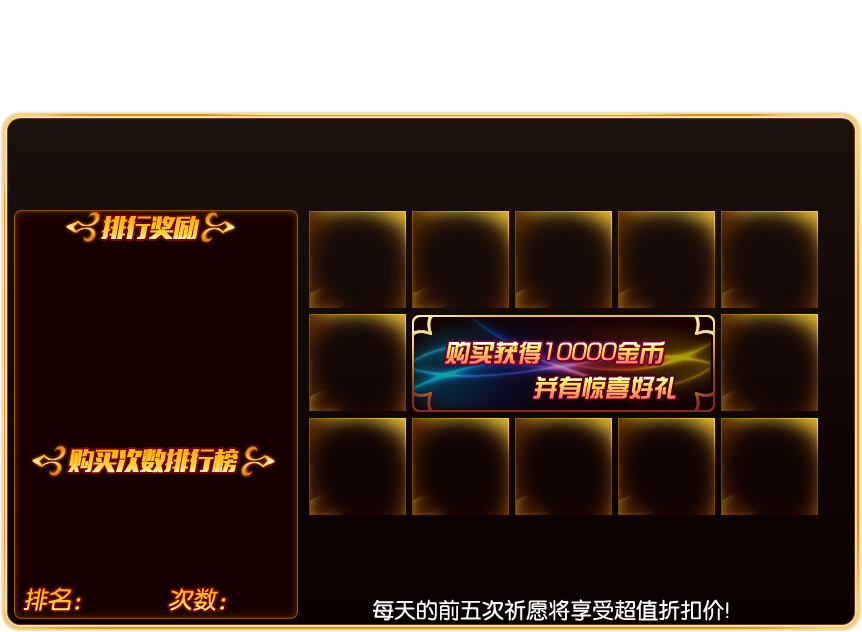 排行奖励
购买获得10000金币
并有惊喜好礼
购买次数排行榜
排名: 次数:
每天的前五次祈愿将享受超值折扣价!